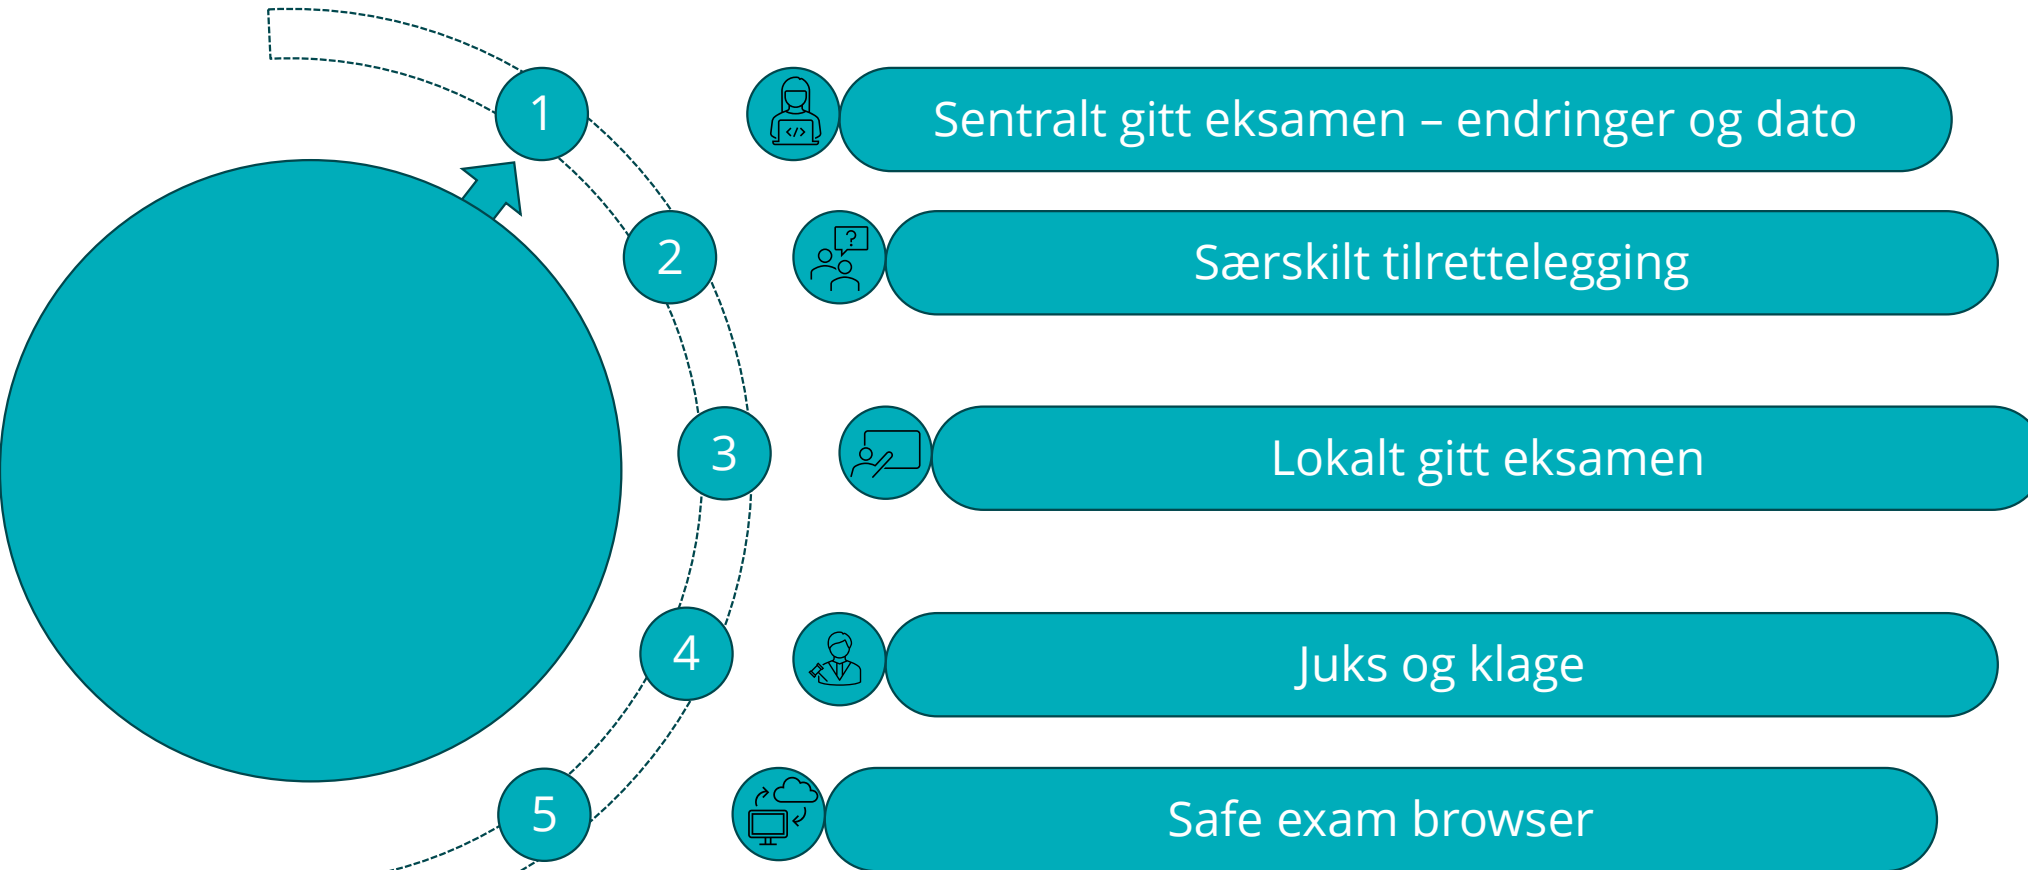 1
Sentralt gitt eksamen – endringer og dato
2
Særskilt tilrettelegging
3
Lokalt gitt eksamen
4
Juks og klage
5
Safe exam browser